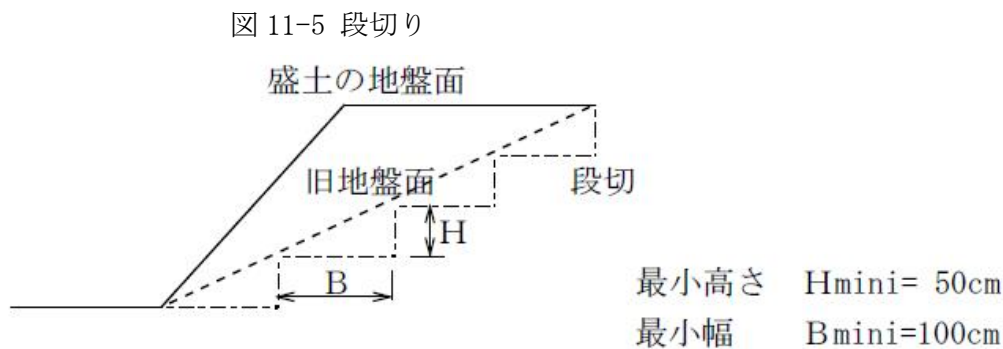 図 11-5 段切り
盛土の地盤面
旧地盤面
段切
H
B
最小高さ Hmini= 50cm
最小幅 Bmini=100cm